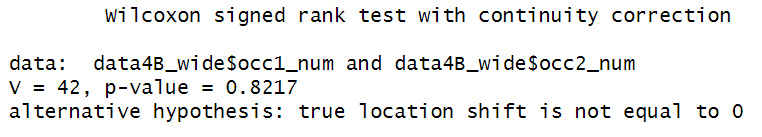 Wilcoxon signed rank test with continuity correction
data:  data4B_wide$occ1_num and data4B_wide$occ2_num
V = 42, p-value = 0.8217
alternative hypothesis: true location shift is not equal to 0